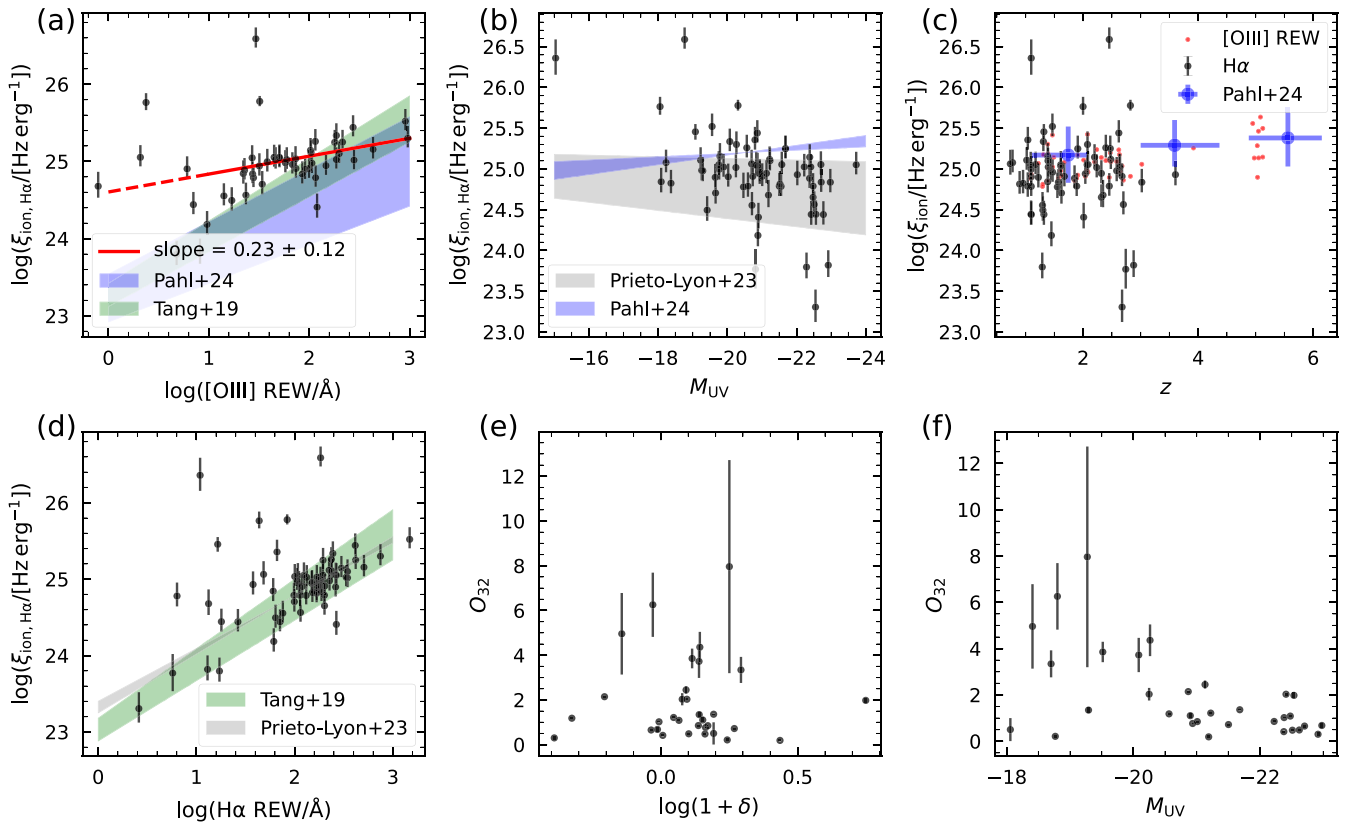 (a)
log(ξion, Hα/[Hz erg⁻¹])
26
25
24
23
slope = 0.23 ± 0.12
Pahl+24
Tang+19
0 1 2 3
log([OIII] REW/Å)
(b)
log(ξion, Hα/[Hz erg⁻¹])
26.5
26.0
25.5
25.0
24.5
24.0
23.5
23.0
Prieto-Lyon+23
Pahl+24
−16 −18 −20 −22 −24
MUV
(c)
log(ξion/[Hz erg⁻¹])
26.5
26.0
25.5
25.0
24.5
24.0
23.5
23.0
[OIII] REW
Hα
Pahl+24
2 4 6
z
(d)
log(ξion, Hα/[Hz erg⁻¹])
26
25
24
23
Tang+19
Prieto-Lyon+23
0 1 2 3
log(Hα REW/Å)
(e)
O32
12
10
8
6
4
2
0
0.0 0.5
log(1 + δ)
(f)
O32
12
10
8
6
4
2
0
−18 −20 −22
MUV